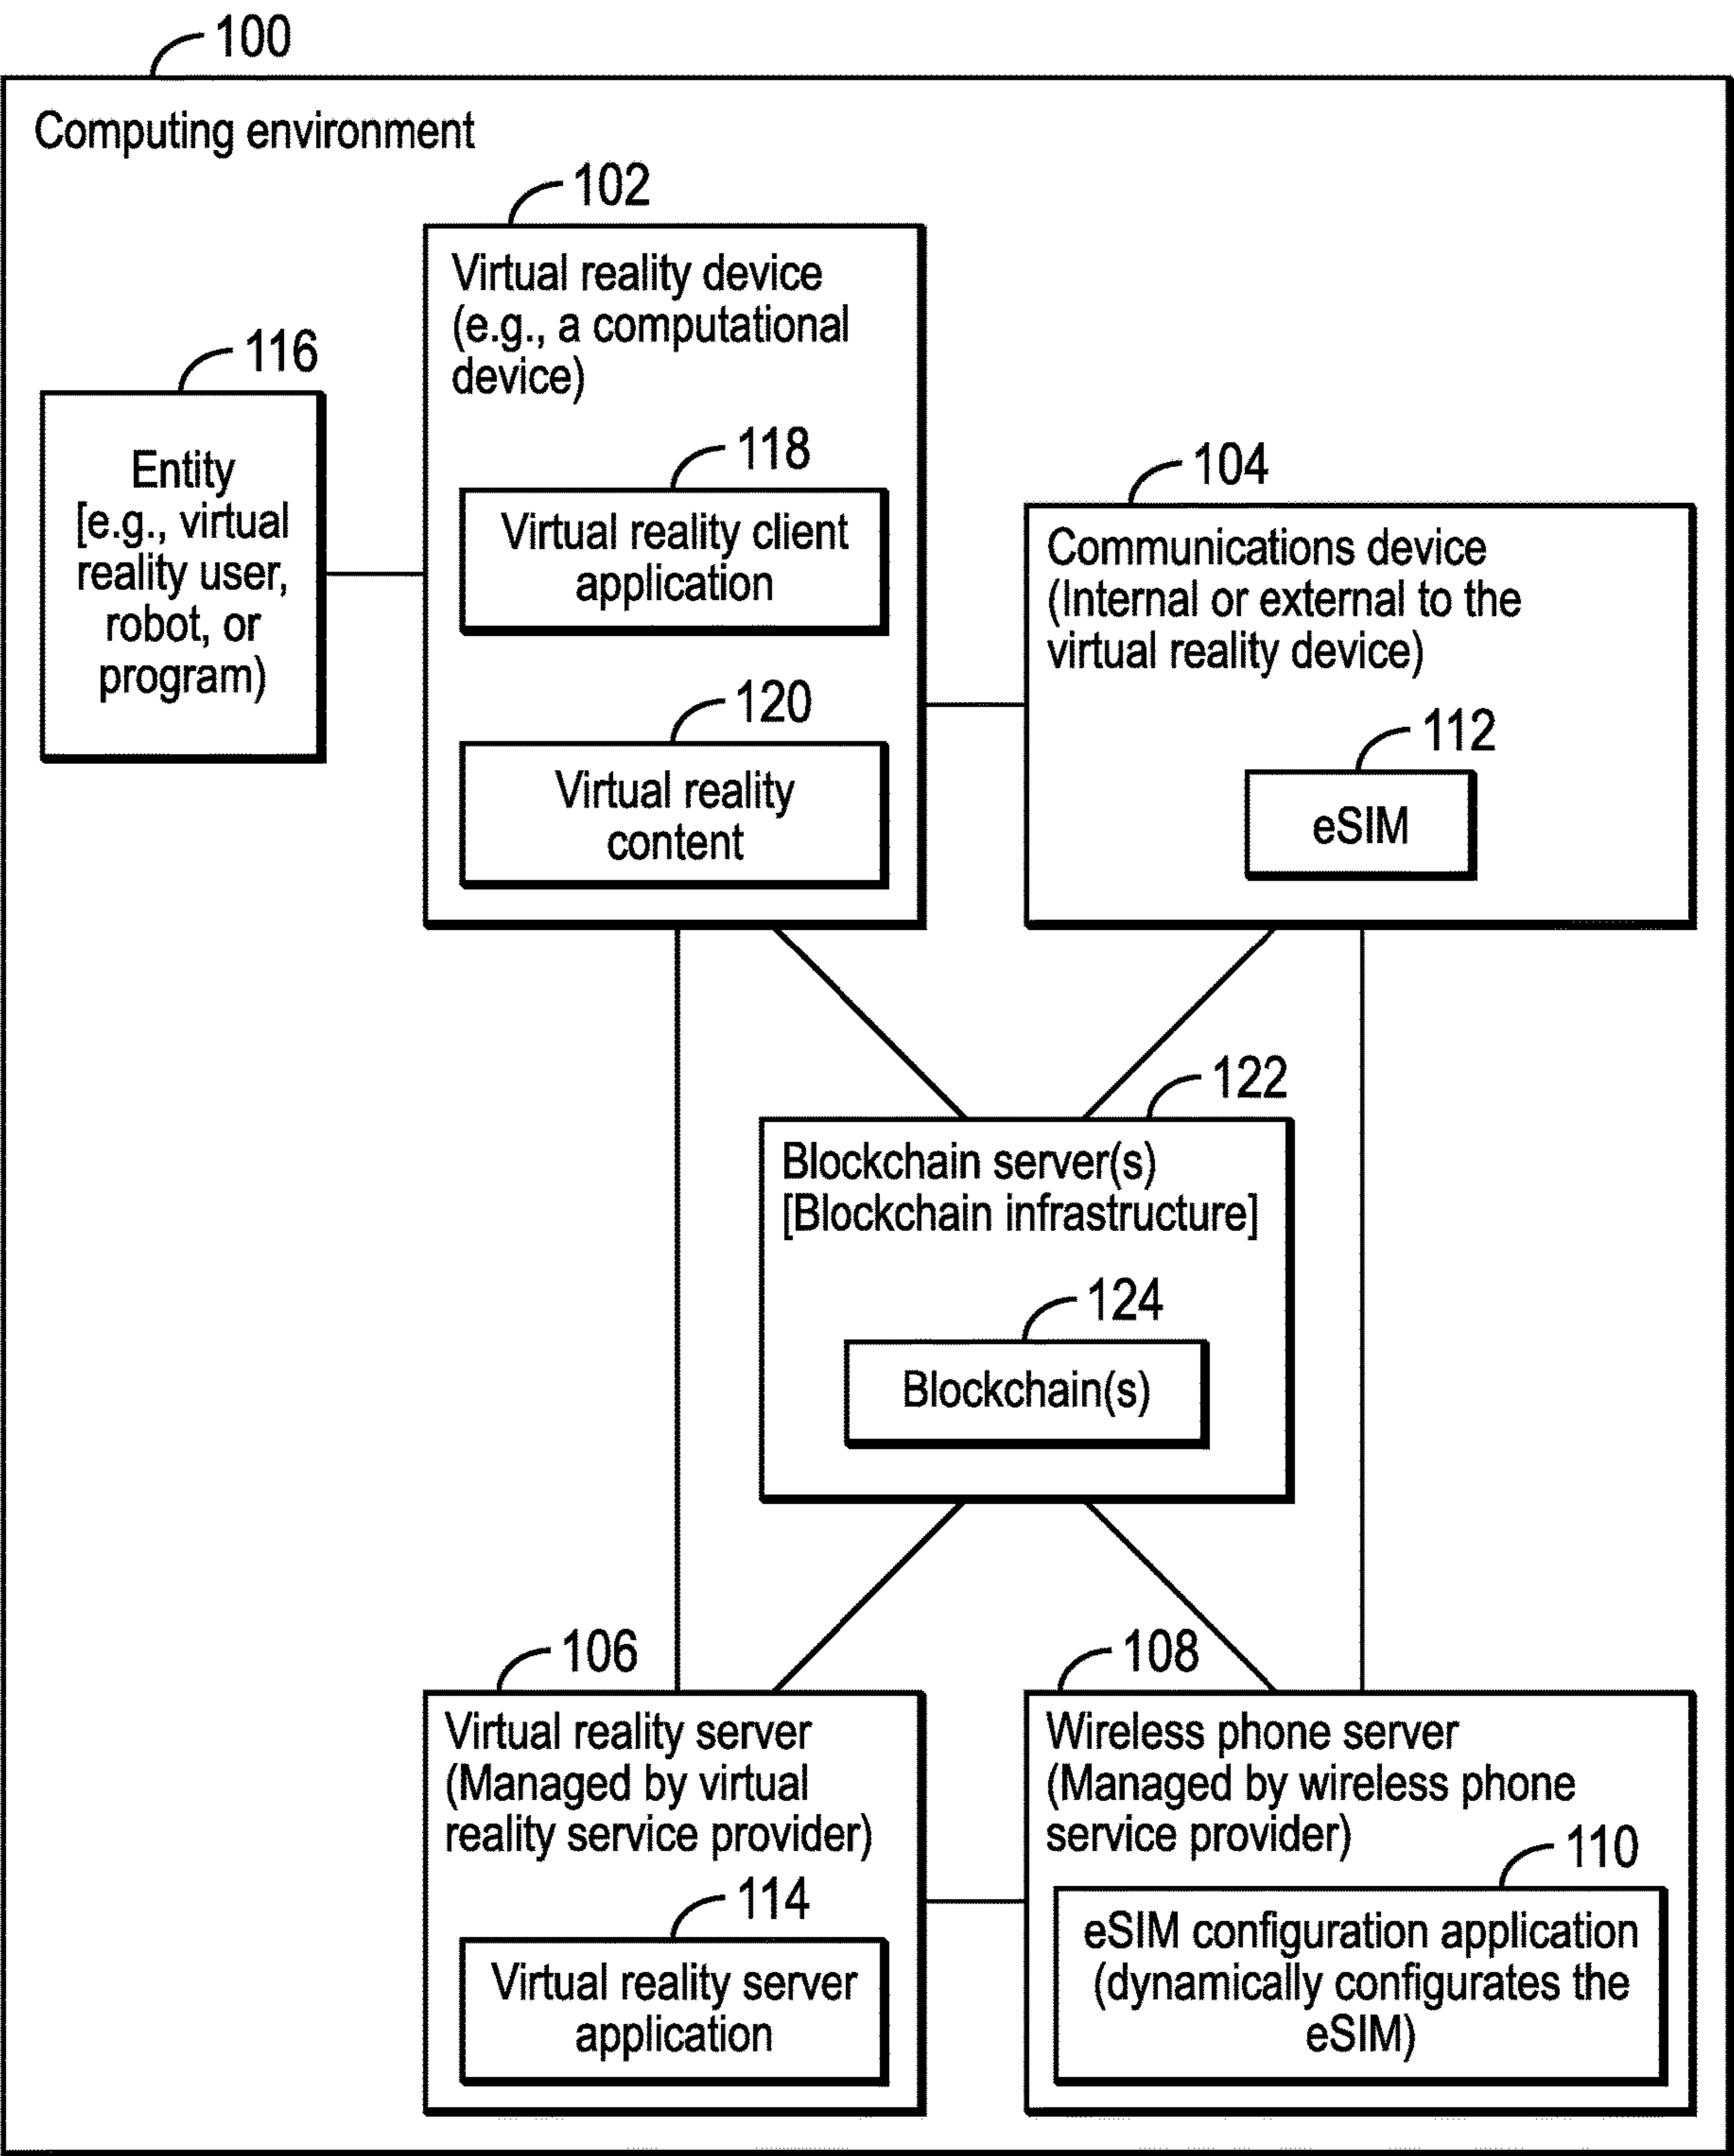 100
Computing environment
102
Virtual reality device
(e.g., a computational
device)
116
Entity
[e.g., virtual
reality user,
robot, or
program)
118
Virtual reality client
application
104
Communications device
(Internal or external to the
virtual reality device)
120
Virtual reality
content
112
eSIM
122
Blockchain server(s)
[Blockchain infrastructure]
124
Blockchain(s)
106
Virtual reality server
(Managed by virtual
reality service provider)
114
Virtual reality server
application
108
Wireless phone server
(Managed by wireless phone
service provider)
110
eSIM configuration application
(dynamically configurates the
eSIM)